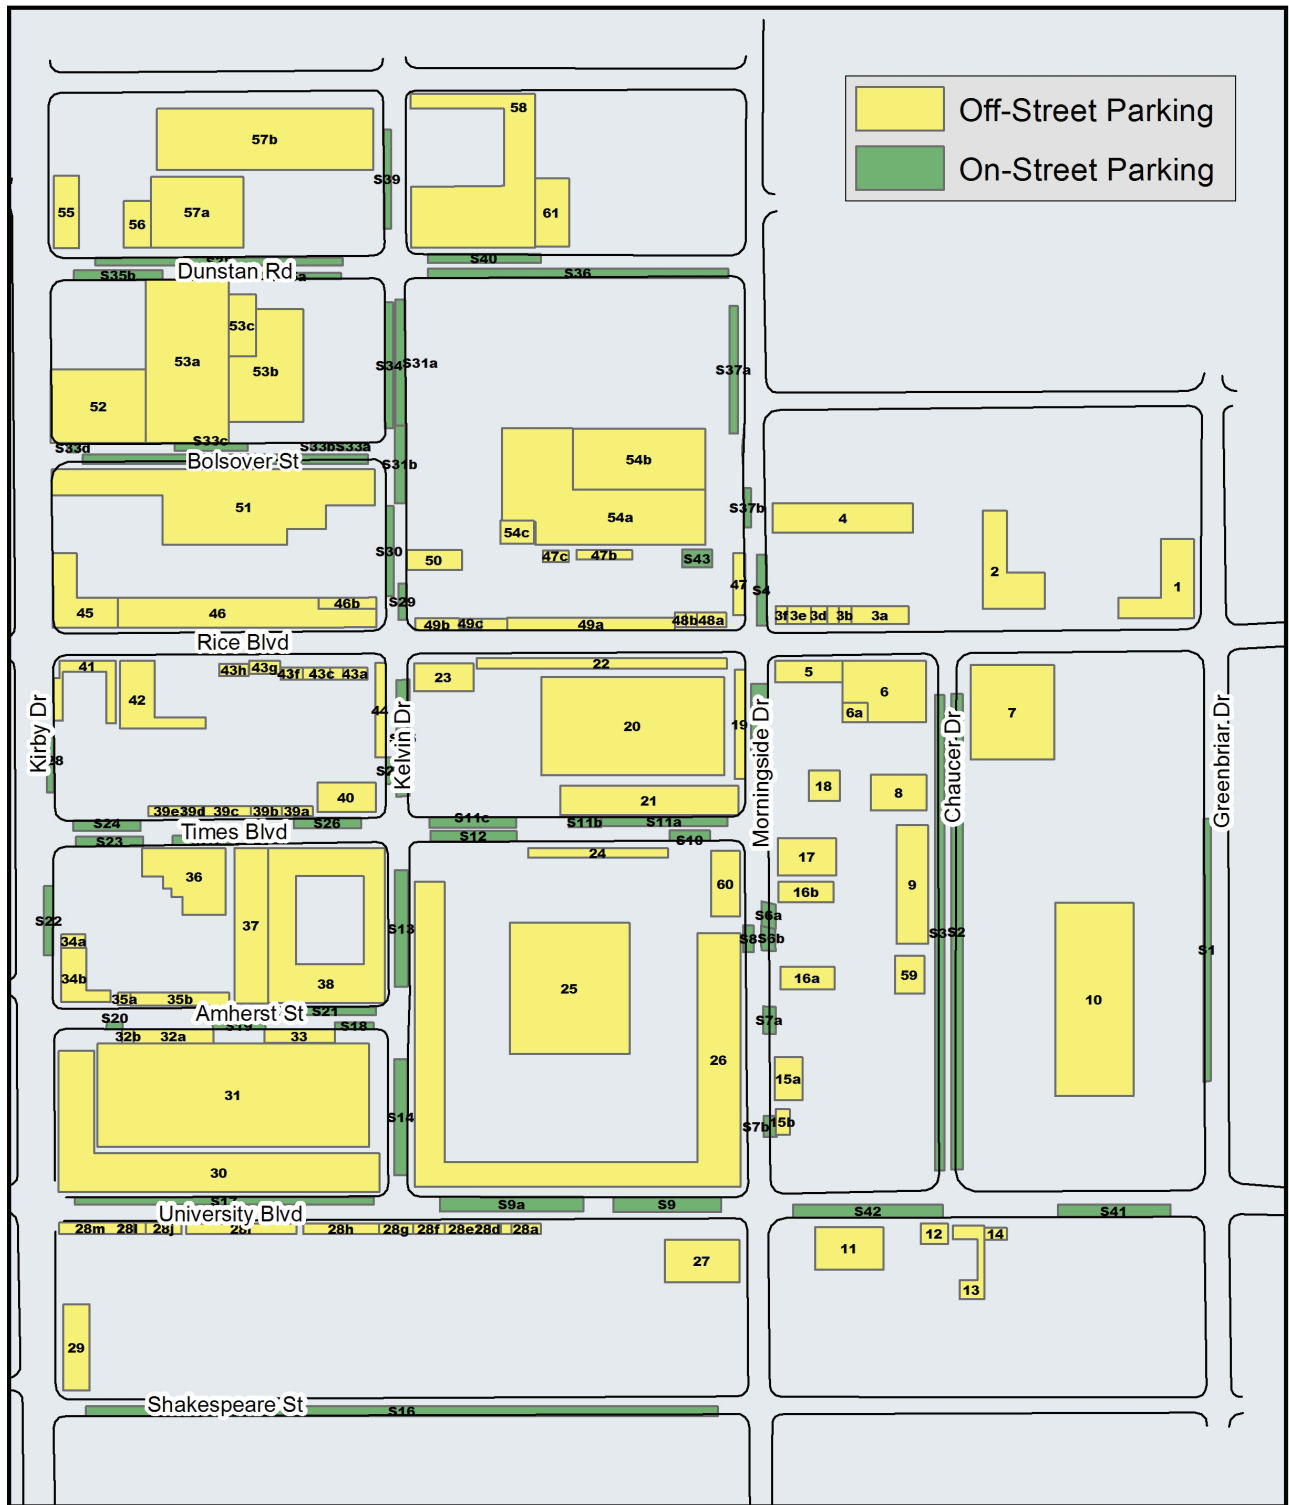 Off-Street Parking
On-Street Parking
58
57b
S39
55
56
57a
61
S40
S35b
Dunstan Rd
S36
53c
53a
53b
S34
S31a
S37a
52
S33d
S33c
S33b
S33a
Bolsover St
S31b
54b
51
54a
S37b
4
54c
S30
50
47c
47b
S43
47
S4
2
1
S29
45
46
46b
49b
49c
49a
48b
48a
3f
3e
3d
3b
3a
Rice Blvd
41
42
43h
43g
43f
43c
43a
44
23
22
5
6
6a
7
Kirby Dr
Kelvin Dr
20
19
Morningside Dr
Chaucer Dr
Greenbriar Dr
18
8
40
21
39e
39d
39c
39b
39a
S24
S26
S11c
S11b
S11a
Times Blvd
S23
S12
S10
24
17
36
60
9
16b
37
S22
S13
S6a
34a
S8
S6b
S3
S2
S1
34b
38
25
16a
59
35a
35b
10
Amherst St
S21
S20
S18
S7a
32b
32a
33
26
15a
31
S14
S7b
15b
30
S17
S9a
S9
S42
S41
University Blvd
28m
28l
28j
28h
28g
28f
28e
28d
28a
27
11
12
14
13
29
Shakespeare St
S16